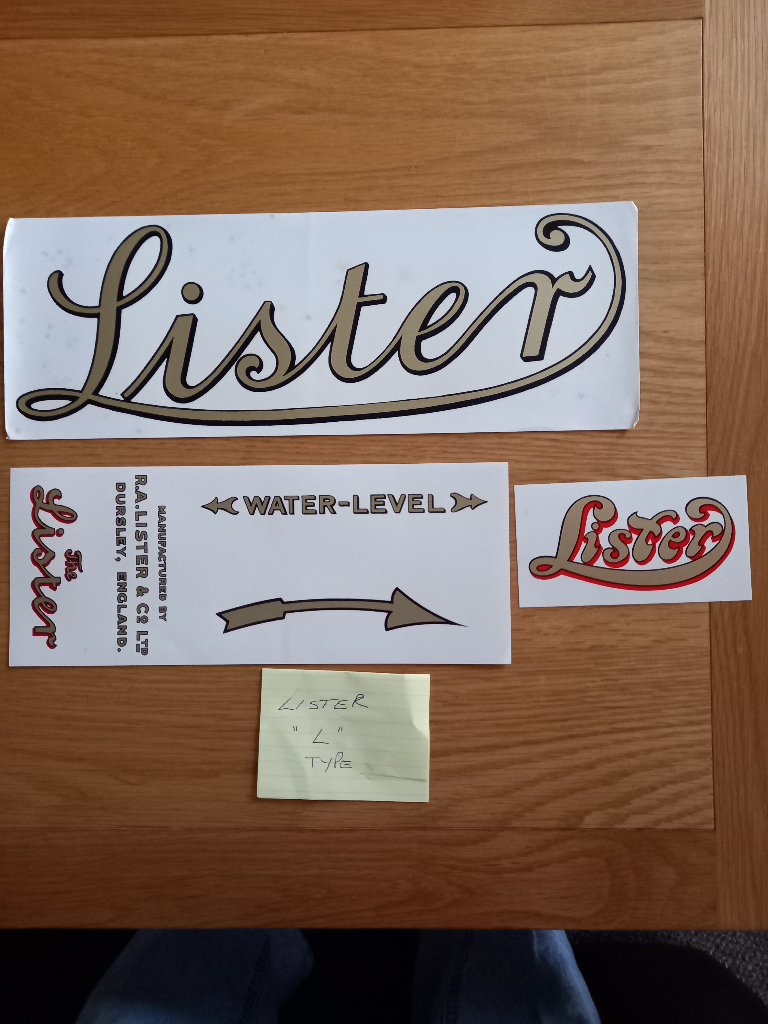 Lister
WATER-LEVEL
MANUFACTURED BY
R.A.LISTER & Co LTD
DURSLEY, ENGLAND.
The
Lister
Lister
LISTER
"L"
TYPE